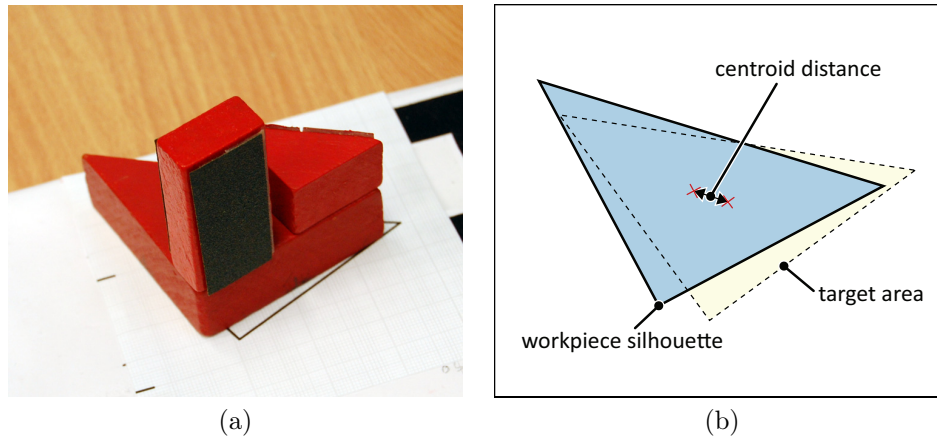 centroid distance
target area
workpiece silhouette
(a)
(b)